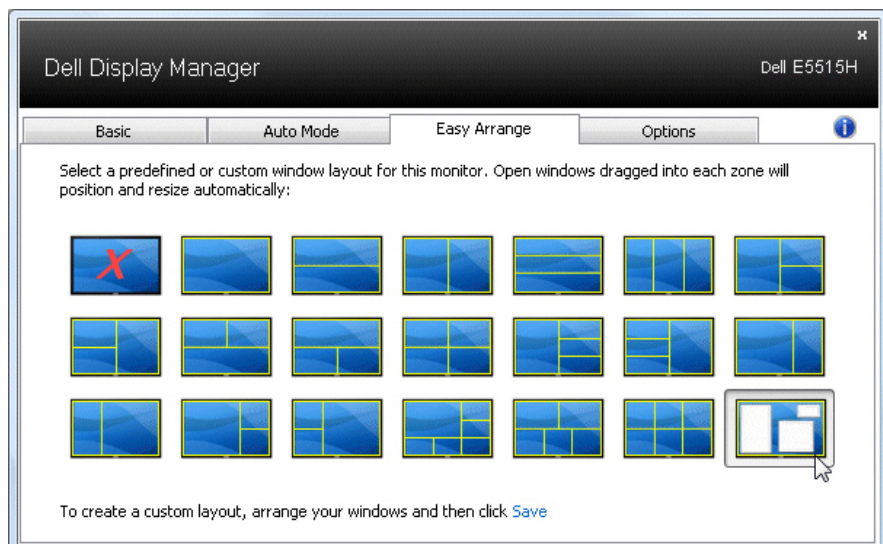 Dell Display Manager
Dell E5515H
Basic
Auto Mode
Easy Arrange
Options
Select a predefined or custom window layout for this monitor. Open windows dragged into each zone will
position and resize automatically:
To create a custom layout, arrange your windows and then click Save